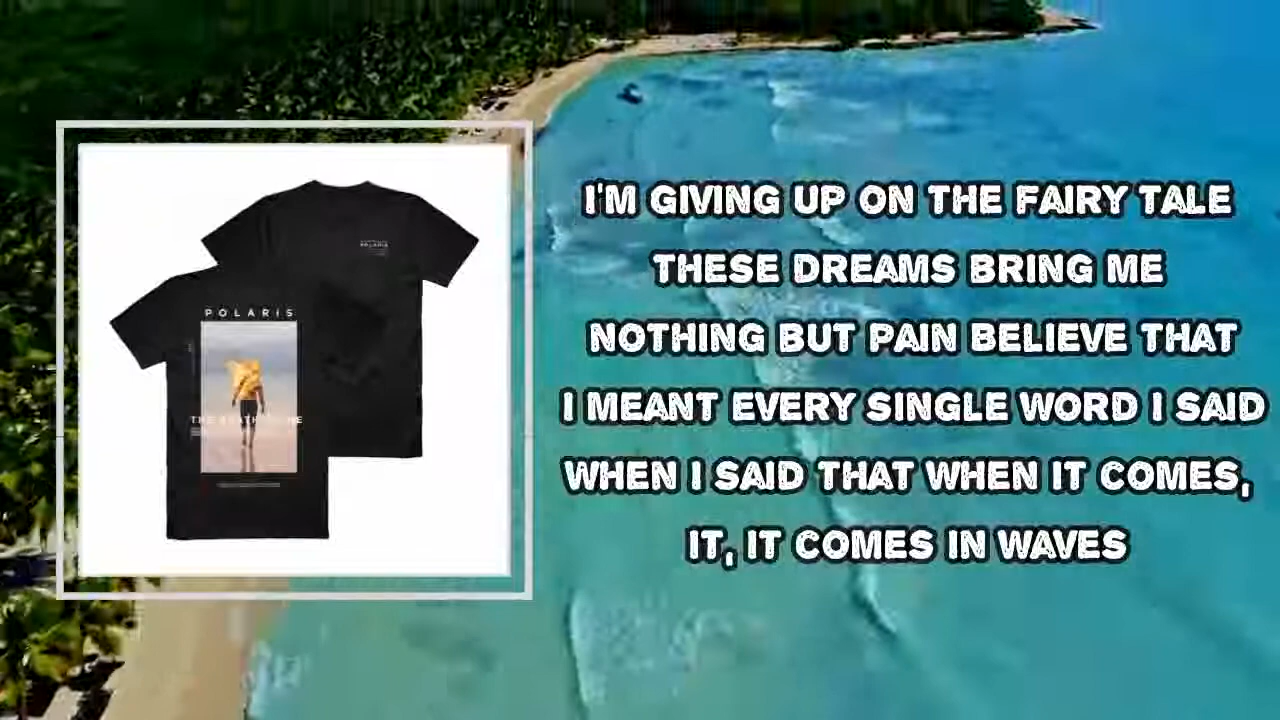 POLARIS
POLARIS
I'M GIVING UP ON THE FAIRY TALE
THESE DREAMS BRING ME
NOTHING BUT PAIN BELIEVE THAT
I MEANT EVERY SINGLE WORD I SAID
WHEN I SAID THAT WHEN IT COMES,
IT, IT COMES IN WAVES